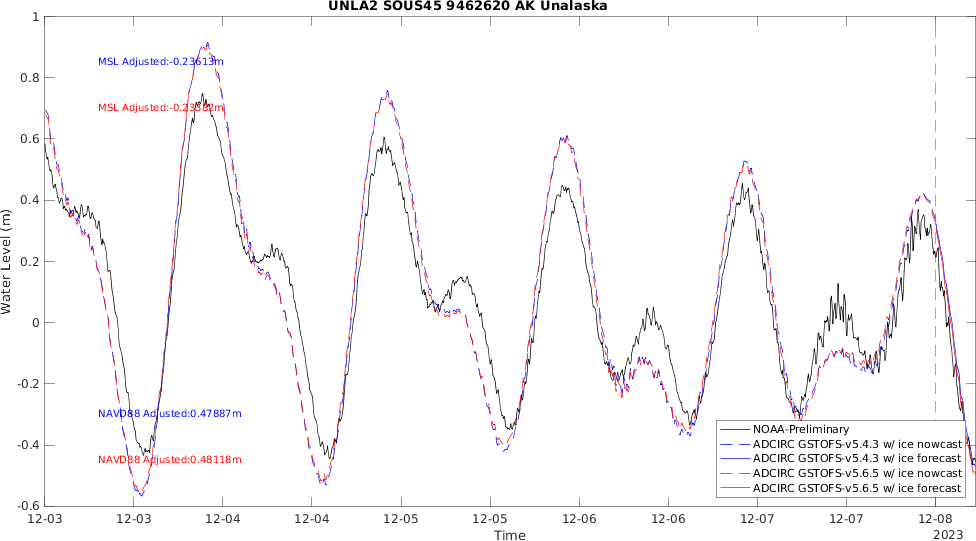 UNLA2 SOUS45 9462620 AK Unalaska
1
0.8
0.6
0.4
0.2
0
-0.2
-0.4
-0.6
Water Level (m)
MSL Adjusted:-0.23613m
MSL Adjusted:-0.23382m
NAVD88 Adjusted:0.47887m
NAVD88 Adjusted:0.48118m
NOAA-Preliminary
ADCIRC GSTOFS-v5.4.3 w/ ice nowcast
ADCIRC GSTOFS-v5.4.3 w/ ice forecast
ADCIRC GSTOFS-v5.6.5 w/ ice nowcast
ADCIRC GSTOFS-v5.6.5 w/ ice forecast
12-03 12-03 12-04 12-04 12-05 12-05 12-06 12-06 12-07 12-07 12-08
Time
2023